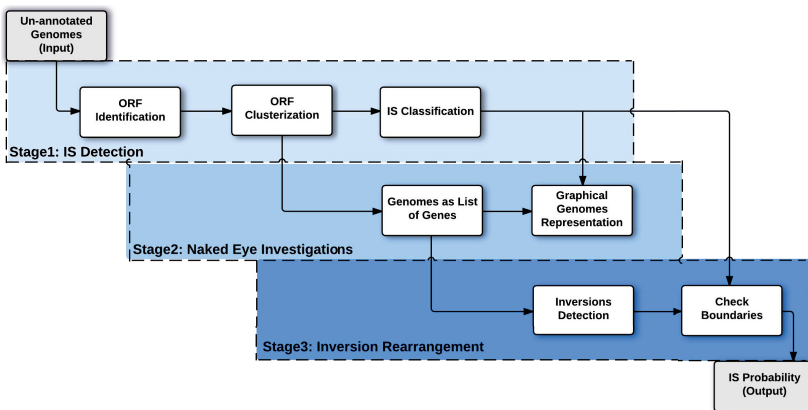 Un-annotated
Genomes
(Input)
ORF
Identification
ORF
Clusterization
IS Classification
Stage1: IS Detection
Genomes as List
of Genes
Graphical
Genomes
Representation
Stage2: Naked Eye Investigations
Inversions
Detection
Check
Boundaries
Stage3: Inversion Rearrangement
IS Probability
(Output)